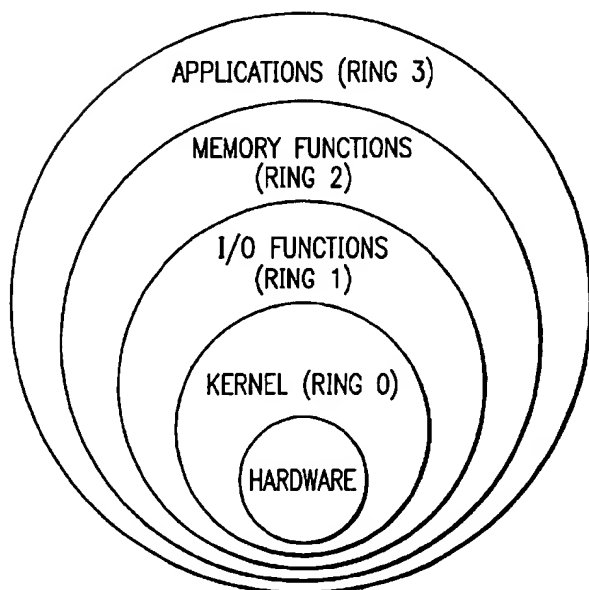 APPLICATIONS (RING 3)
MEMORY FUNCTIONS
(RING 2)
I/O FUNCTIONS
(RING 1)
KERNEL (RING 0)
HARDWARE